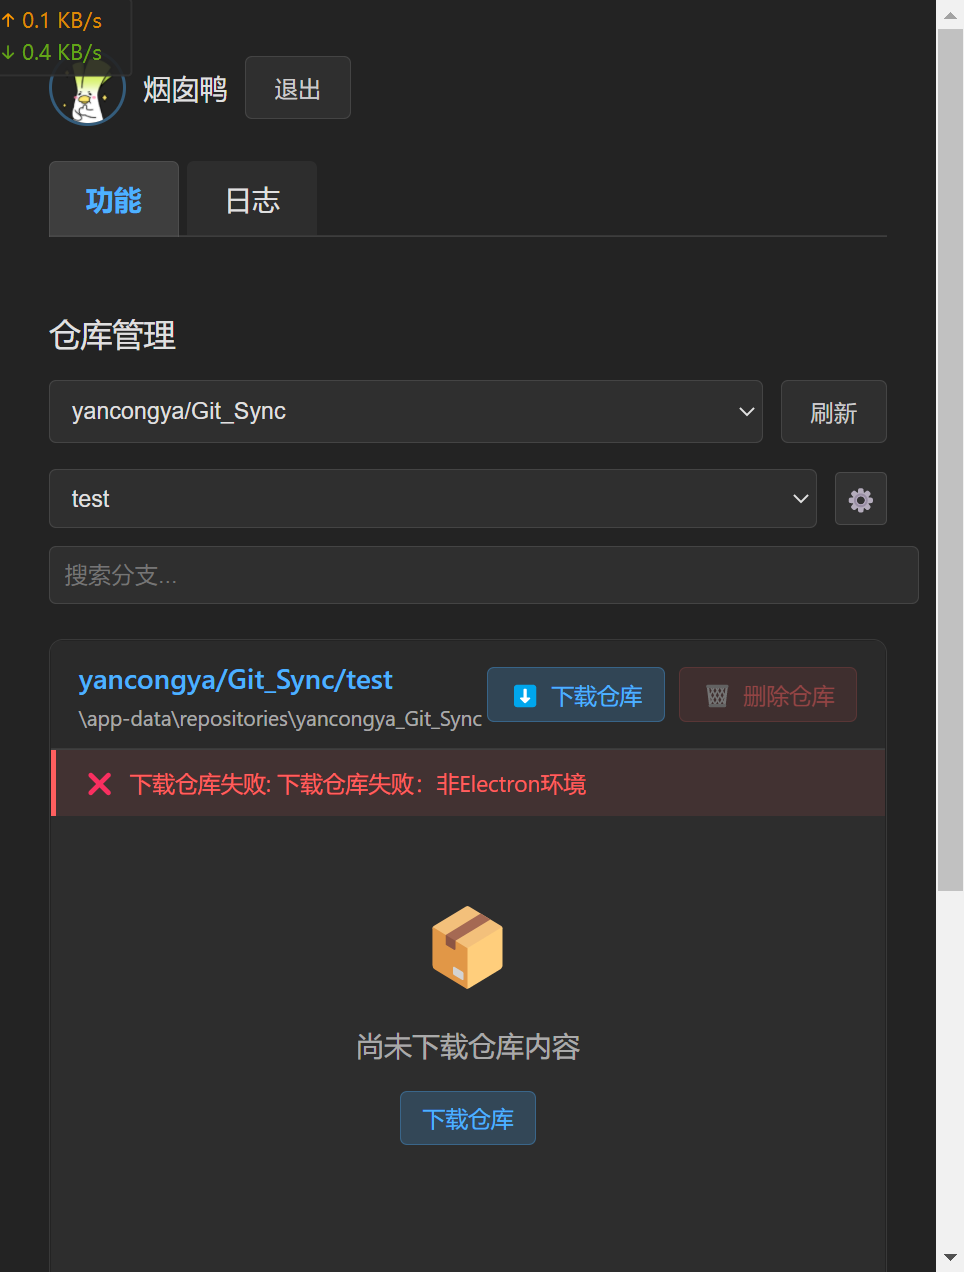 ↑ 0.1 KB/s
↓ 0.4 KB/s
烟囱鸭 退出
功能 日志
仓库管理
yancongya/Git_Sync 刷新
test
搜索分支...
yancongya/Git_Sync/test
\app-data\repositories\yancongya_Git_Sync
下载仓库 删除仓库
下载仓库失败: 下载仓库失败：非Electron环境
尚未下载仓库内容
下载仓库